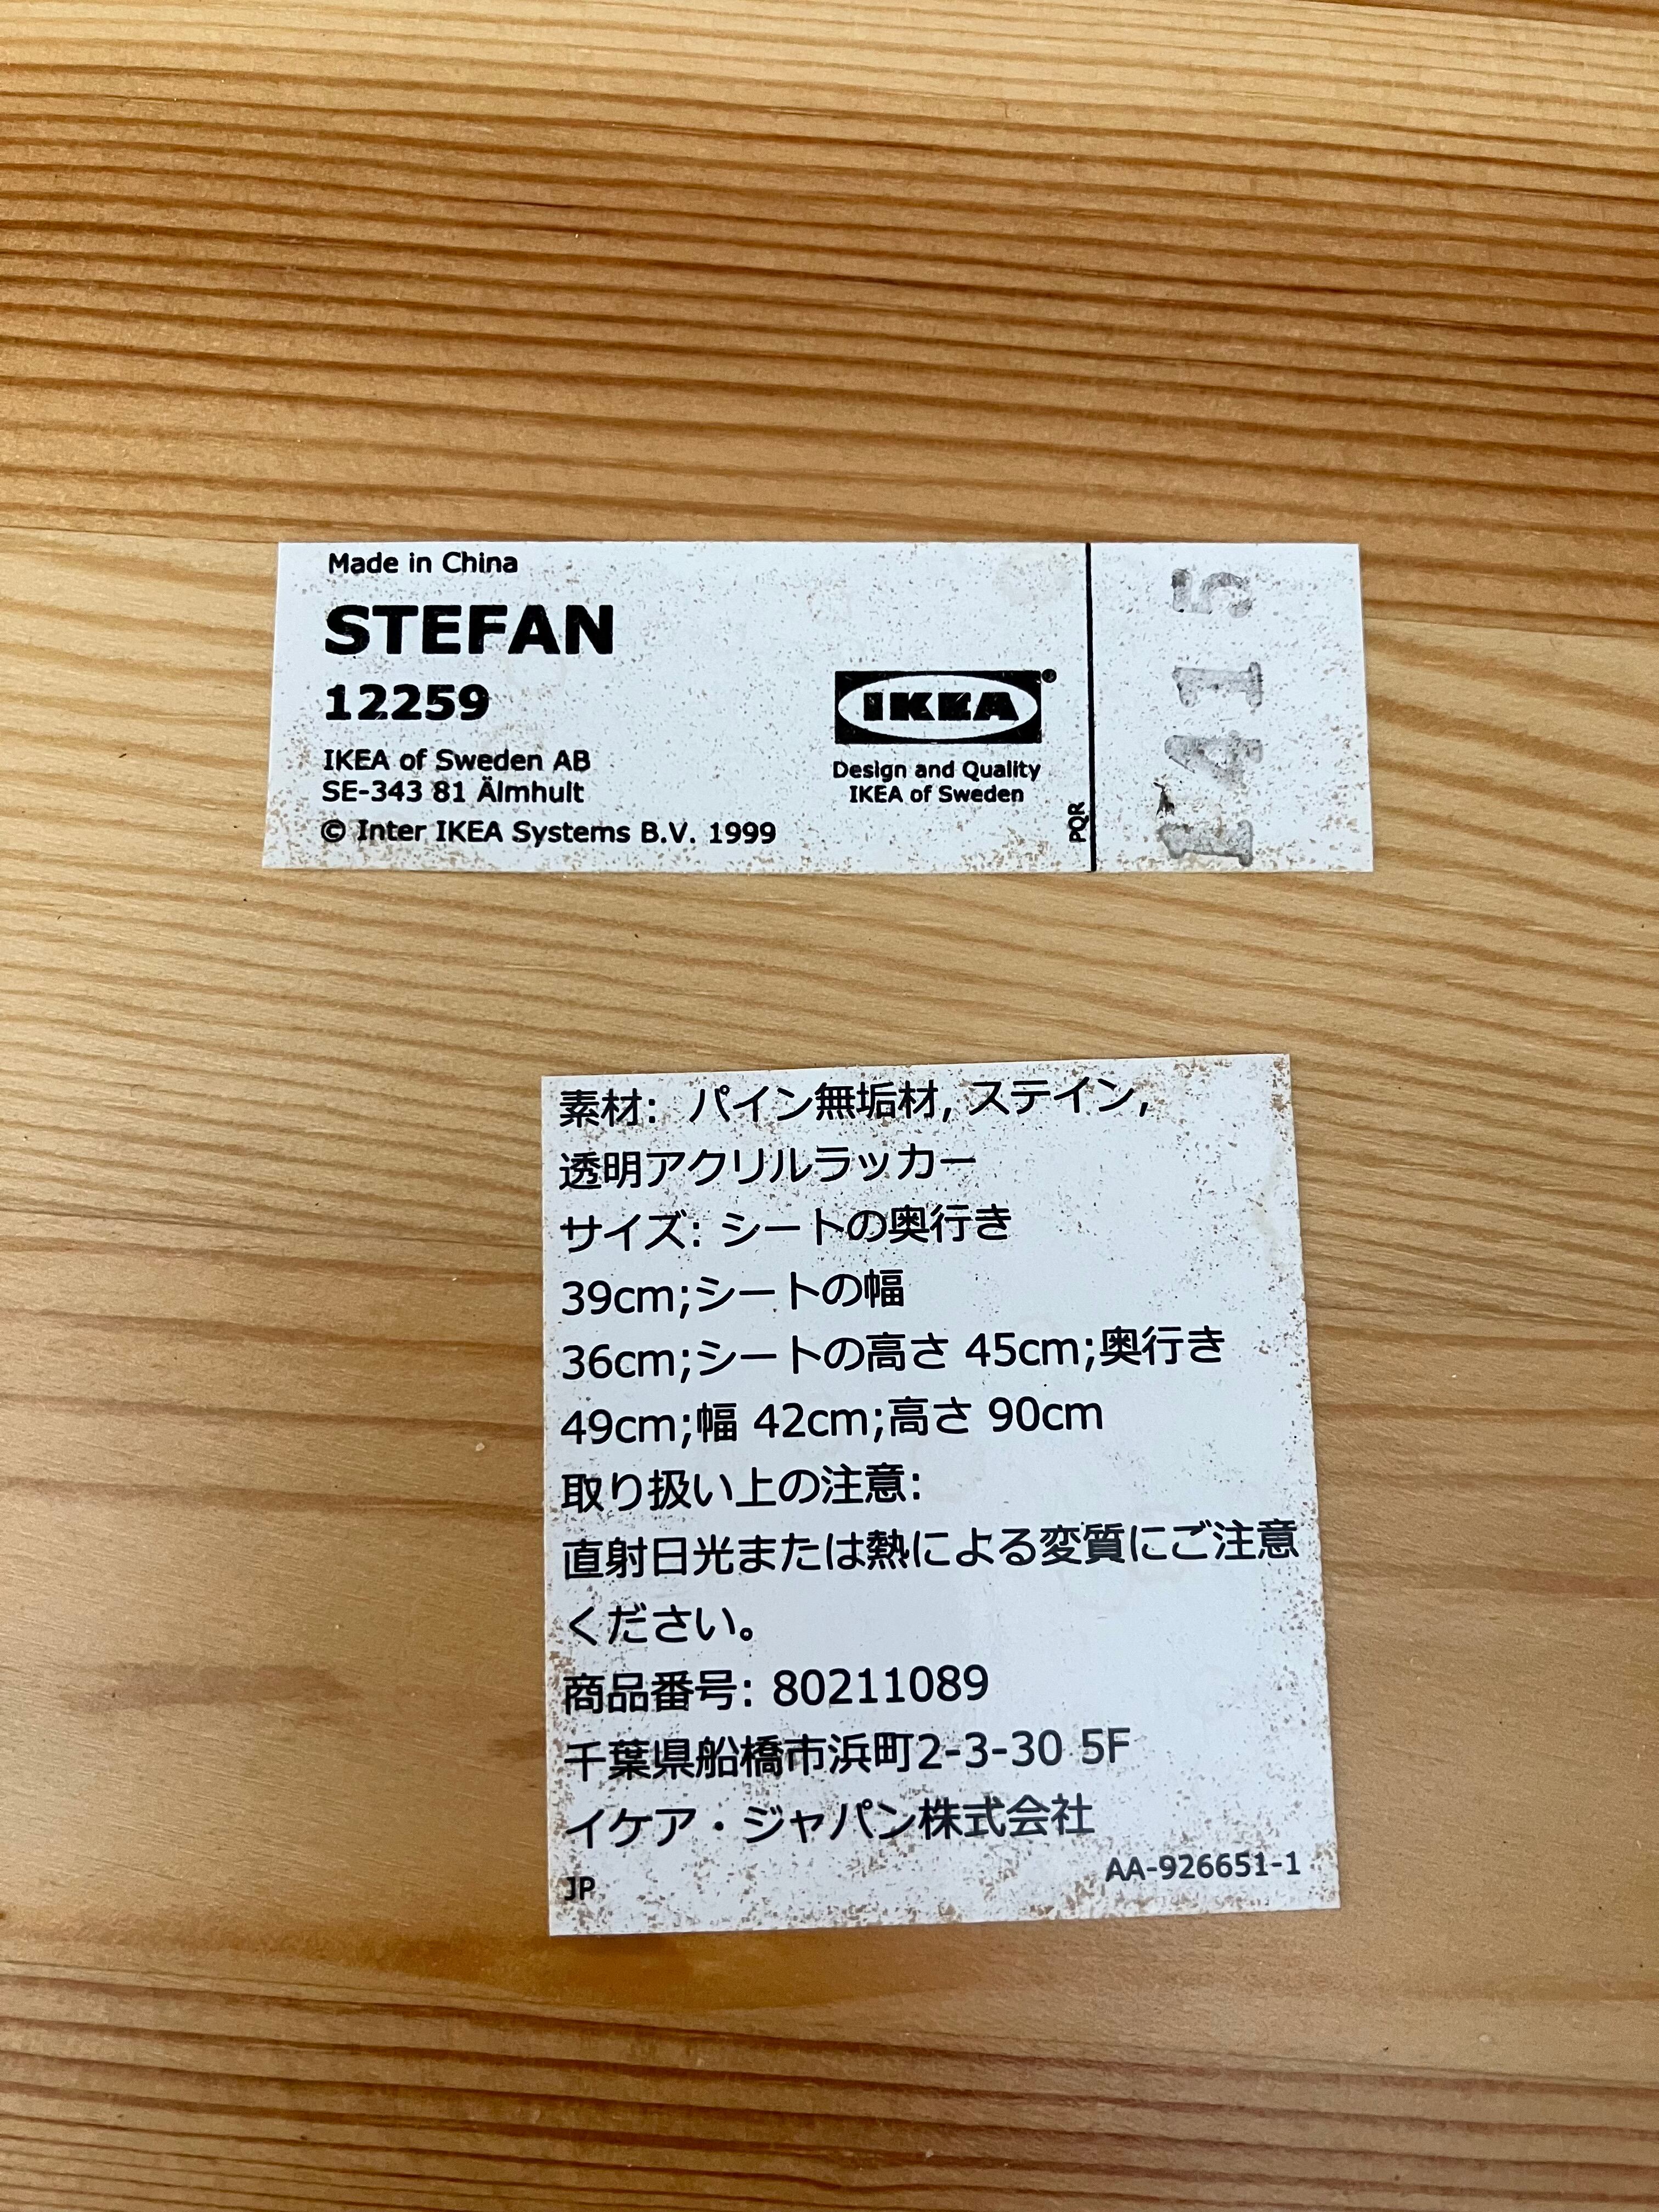 Made in China
STEFAN
12259
IKEA of Sweden AB
SE-343 81 Älmhult
© Inter IKEA Systems B.V. 1999
IKEA®
Design and Quality
IKEA of Sweden
PQR
1415
素材: パイン無垢材, ステイン,
透明アクリルラッカー
サイズ: シートの奥行き
39cm;シートの幅
36cm;シートの高さ 45cm;奥行き
49cm;幅 42cm;高さ 90cm
取り扱い上の注意:
直射日光または熱による変質にご注意
ください。
商品番号: 80211089
千葉県船橋市浜町2-3-30 5F
イケア・ジャパン株式会社
JP
AA-926651-1